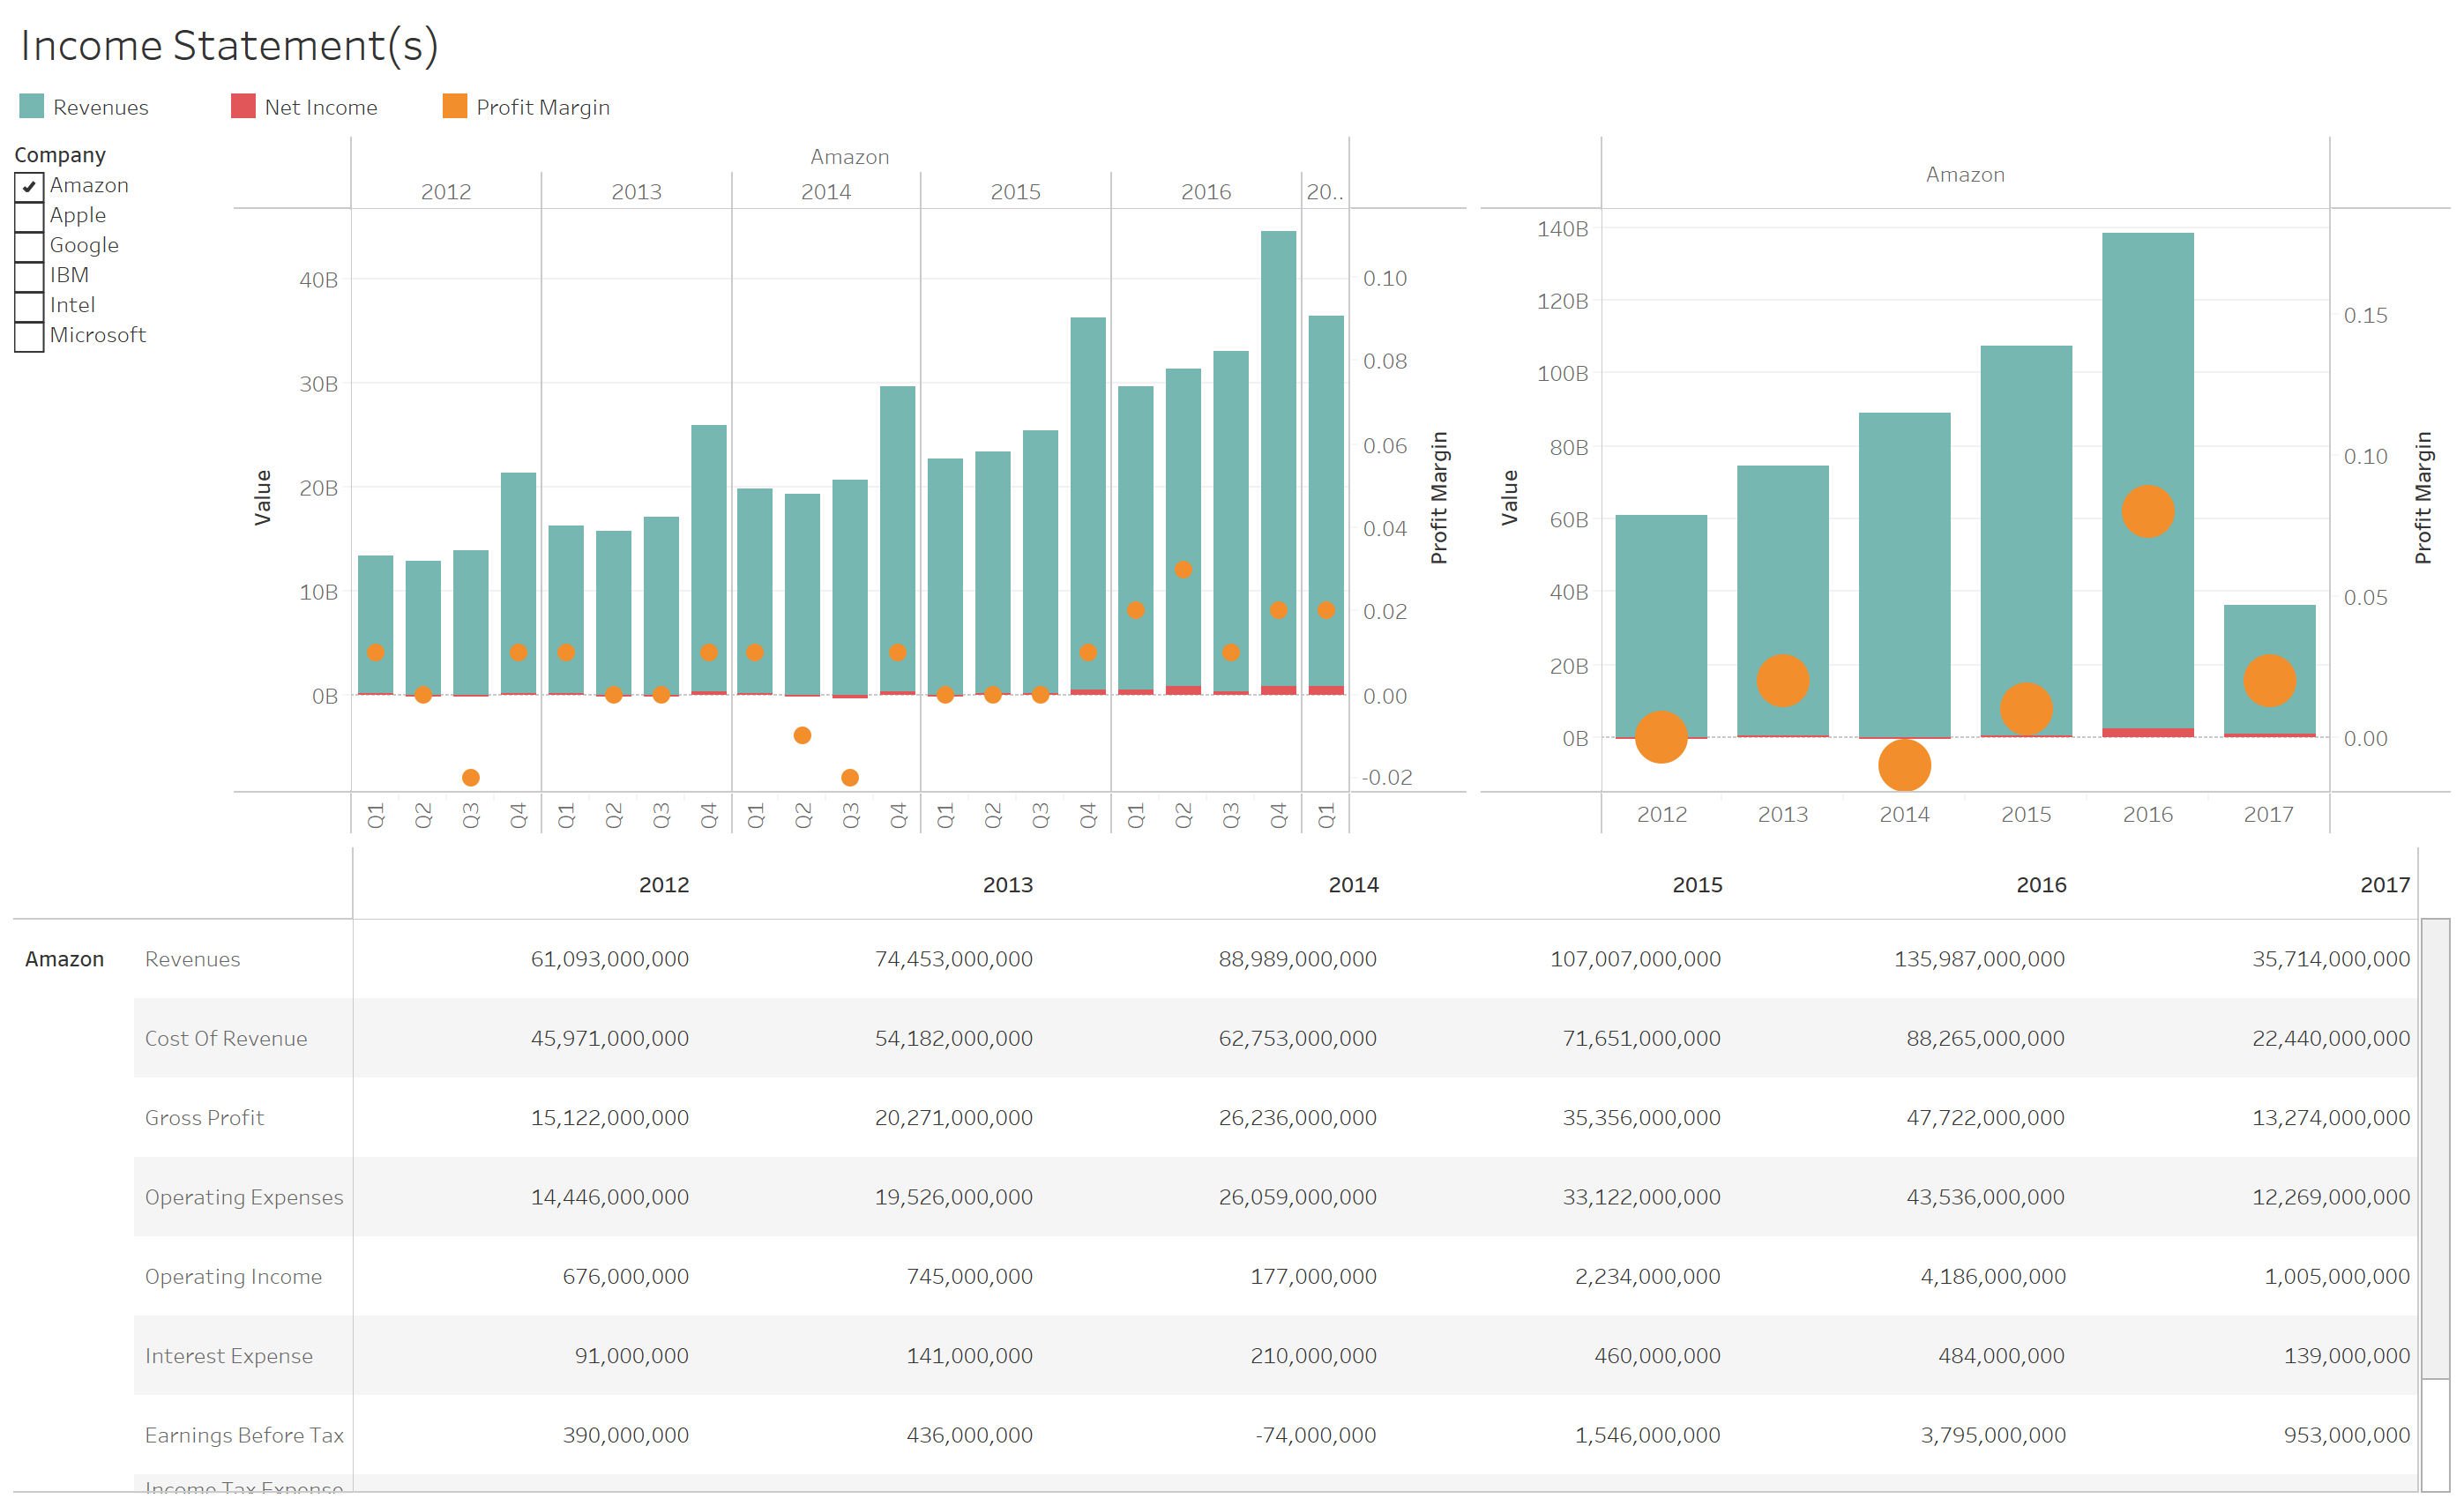 Income Statement(s)
Revenues Net Income Profit Margin
Company
Amazon
Apple
Google
IBM
Intel
Microsoft
Amazon
2012 2013 2014 2015 2016 20..
Value
40B
30B
20B
10B
0B
0.10
0.08
0.06
0.04
0.02
0.00
-0.02
Profit Margin
Q1 Q2 Q3 Q4 Q1 Q2 Q3 Q4 Q1 Q2 Q3 Q4 Q1 Q2 Q3 Q4 Q1 Q2 Q3 Q4 Q1
Amazon
Value
140B
120B
100B
80B
60B
40B
20B
0B
0.15
0.10
0.05
0.00
Profit Margin
2012 2013 2014 2015 2016 2017
2012 2013 2014 2015 2016 2017
Amazon Revenues 61,093,000,000 74,453,000,000 88,989,000,000 107,007,000,000 135,987,000,000 35,714,000,000
Cost Of Revenue 45,971,000,000 54,182,000,000 62,753,000,000 71,651,000,000 88,265,000,000 22,440,000,000
Gross Profit 15,122,000,000 20,271,000,000 26,236,000,000 35,356,000,000 47,722,000,000 13,274,000,000
Operating Expenses 14,446,000,000 19,526,000,000 26,059,000,000 33,122,000,000 43,536,000,000 12,269,000,000
Operating Income 676,000,000 745,000,000 177,000,000 2,234,000,000 4,186,000,000 1,005,000,000
Interest Expense 91,000,000 141,000,000 210,000,000 460,000,000 484,000,000 139,000,000
Earnings Before Tax 390,000,000 436,000,000 -74,000,000 1,546,000,000 3,795,000,000 953,000,000
Income Tax Expense